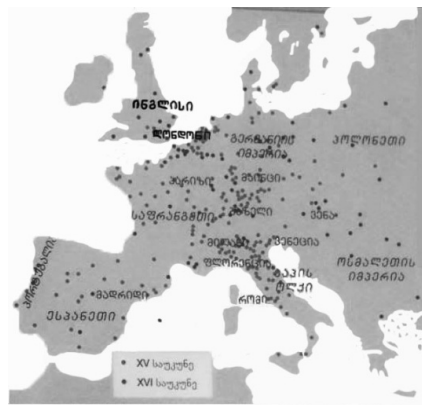 ინგლისი
ლონდონი
გერმანიის
იმპერია
პოლონეთი
პარიზი
მაინცი
საფრანგეთი
ბაზელი
ვენა
მილანი
ვენეცია
ფლორენცია
ოსმალეთის
იმპერია
პაპის
ოლქი
პორტუგალია
მადრიდი
რომი
ესპანეთი
XV საუკუნე
XVI საუკუნე